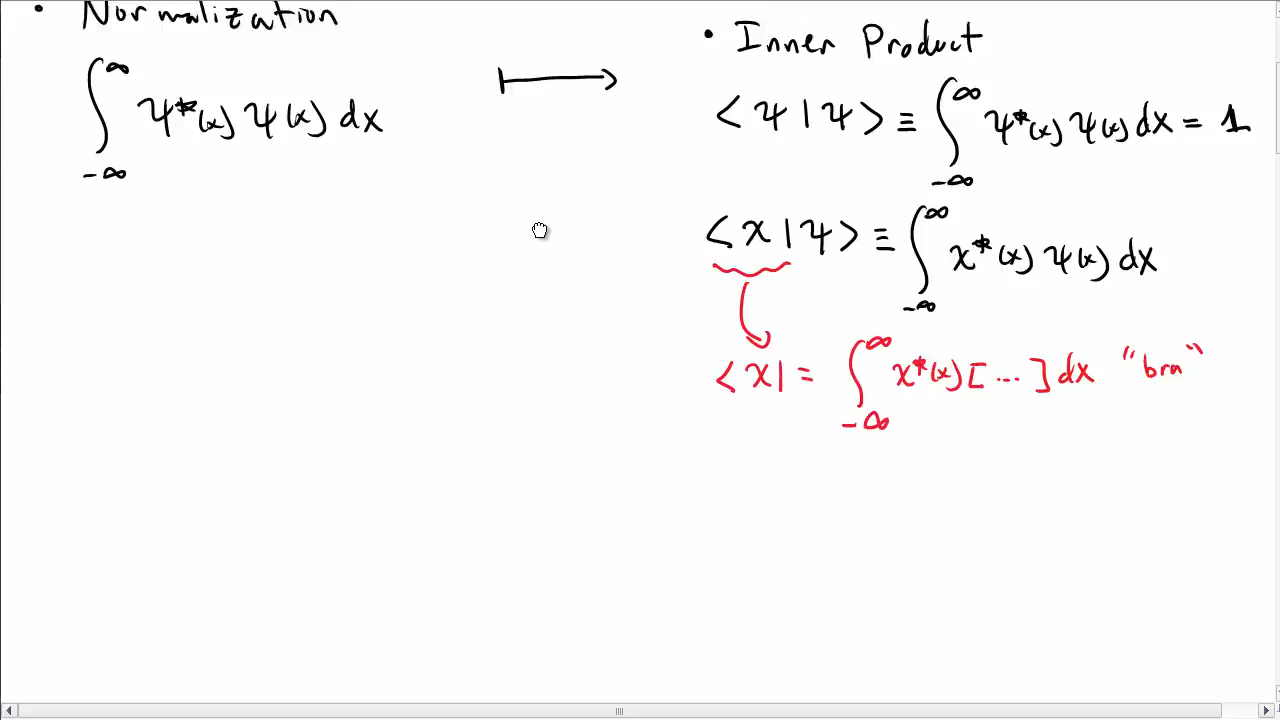 • Normalization
∫_{-∞}^{∞} Ψ*(x) Ψ(x) dx
• Inner Product
<Ψ|Ψ> ≡ ∫_{-∞}^{∞} Ψ*(x) Ψ(x) dx = 1
<χ|Ψ> ≡ ∫_{-∞}^{∞} χ*(x) Ψ(x) dx
<χ| = ∫_{-∞}^{∞} χ*(x) [...] dx "bra"